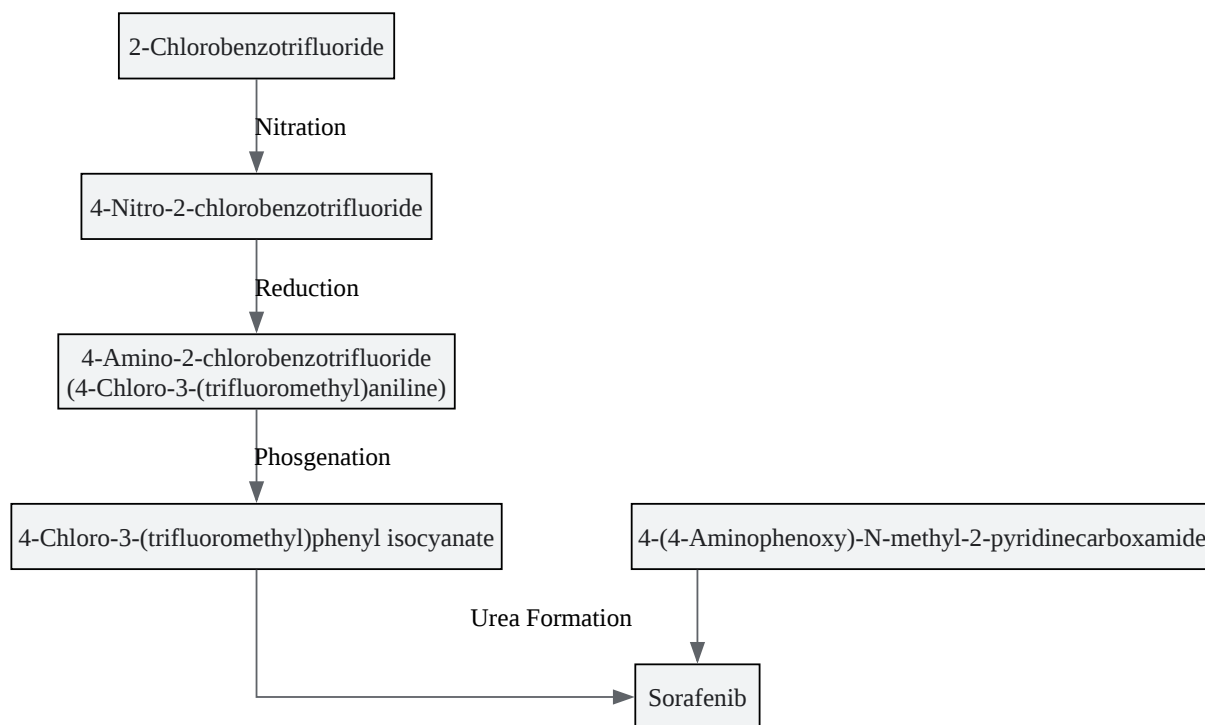 2-Chlorobenzotrifluoride
Nitration
4-Nitro-2-chlorobenzotrifluoride
Reduction
4-Amino-2-chlorobenzotrifluoride
(4-Chloro-3-(trifluoromethyl)aniline)
Phosgenation
4-Chloro-3-(trifluoromethyl)phenyl isocyanate
4-(4-Aminophenoxy)-N-methyl-2-pyridinecarboxamide
Urea Formation
Sorafenib